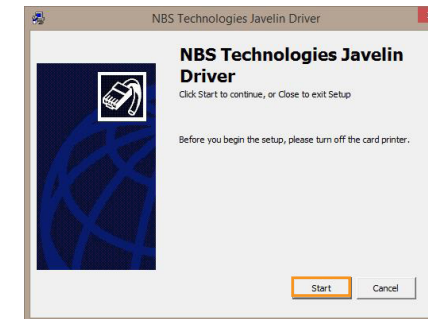 NBS Technologies Javelin Driver
NBS Technologies Javelin
Driver
Click Start to continue, or Close to exit Setup
Before you begin the setup, please turn off the card printer.
Start
Cancel